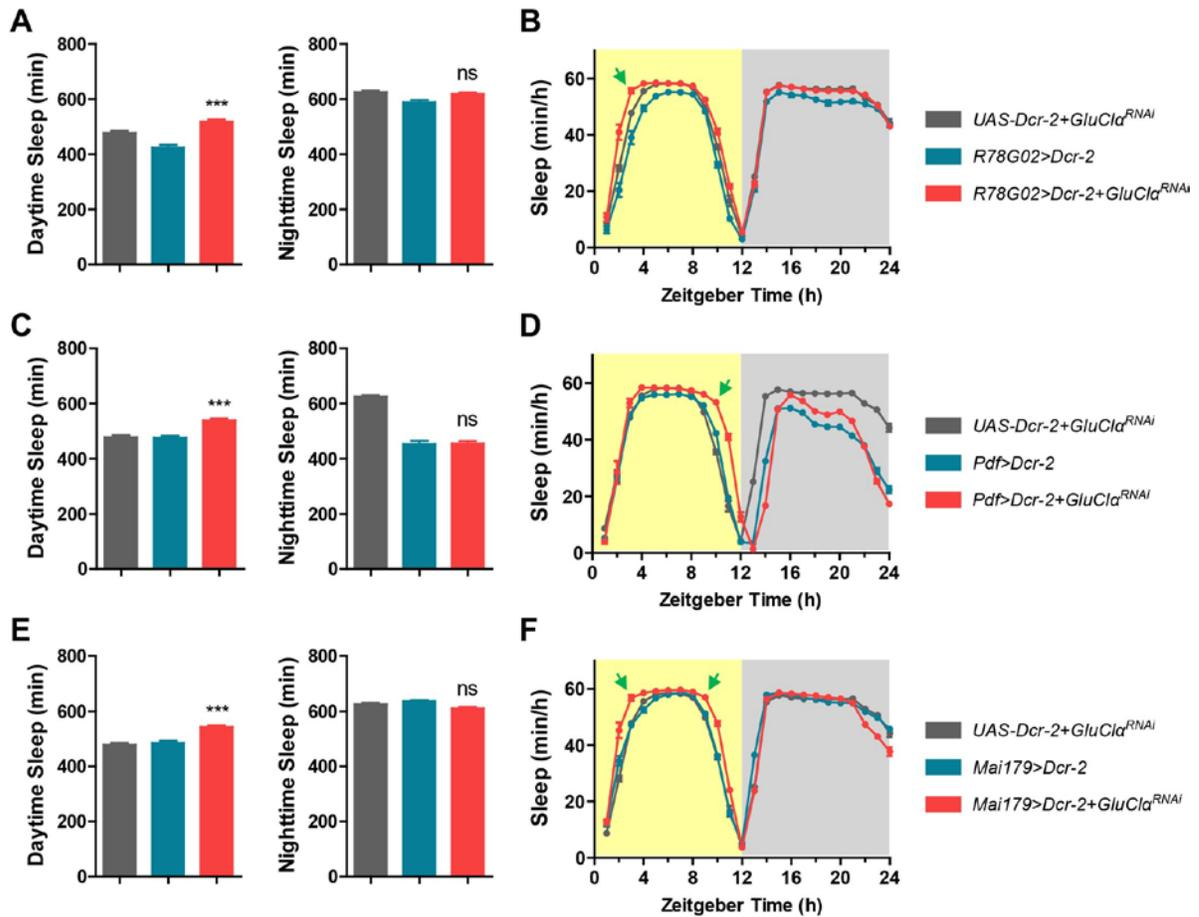 A
Daytime Sleep (min)
800
600
400
200
0
***
Nighttime Sleep (min)
800
600
400
200
0
ns
B
Sleep (min/h)
60
40
20
0
0 4 8 12 16 20 24
Zeitgeber Time (h)
UAS-Dcr-2+GluClα^RNAi
R78G02>Dcr-2
R78G02>Dcr-2+GluClα^RNAi
C
Daytime Sleep (min)
800
600
400
200
0
***
Nighttime Sleep (min)
800
600
400
200
0
ns
D
Sleep (min/h)
60
40
20
0
0 4 8 12 16 20 24
Zeitgeber Time (h)
UAS-Dcr-2+GluClα^RNAi
Pdf>Dcr-2
Pdf>Dcr-2+GluClα^RNAi
E
Daytime Sleep (min)
800
600
400
200
0
***
Nighttime Sleep (min)
800
600
400
200
0
ns
F
Sleep (min/h)
60
40
20
0
0 4 8 12 16 20 24
Zeitgeber Time (h)
UAS-Dcr-2+GluClα^RNAi
Mai179>Dcr-2
Mai179>Dcr-2+GluClα^RNAi